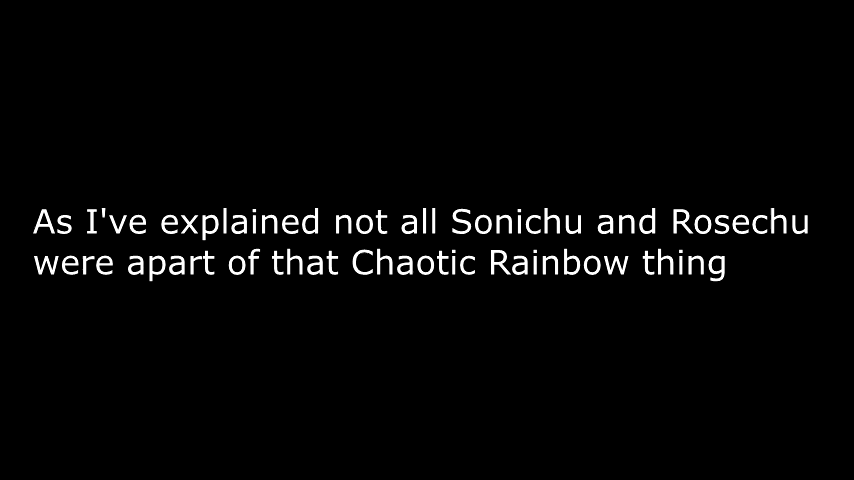 As I've explained not all Sonichu and Rosechu
were apart of that Chaotic Rainbow thing